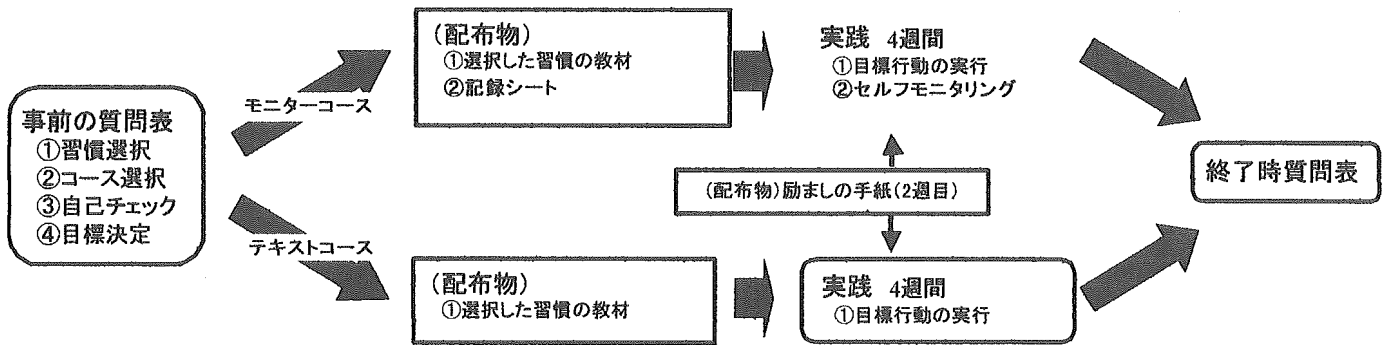 事前の質問表
①習慣選択
②コース選択
③自己チェック
④目標決定
モニターコース
テキストコース
(配布物)
①選択した習慣の教材
②記録シート
実践 4週間
①目標行動の実行
②セルフモニタリング
(配布物)励ましの手紙(2週目)
(配布物)
①選択した習慣の教材
実践 4週間
①目標行動の実行
終了時質問表